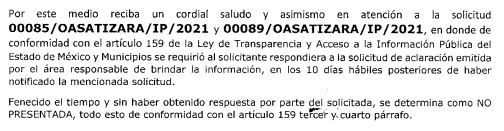 Por este medio reciba un cordial saludo y asimismo en atención a la solicitud
00085/OASATIZARA/IP/2021 y 00089/OASATIZARA/IP/2021, en donde de
conformidad con el artículo 159 de la Ley de Transparencia y Acceso a la Información Pública del
Estado de México y Municipios se requirió al solicitante respondiera a la solicitud de aclaración emitida
por el área responsable de brindar la información, en los 10 días hábiles posteriores de haber
notificado la mencionada solicitud.
Fenecido el tiempo y sin haber obtenido respuesta por parte del solicitada, se determina como NO
PRESENTADA, todo esto de conformidad con el artículo 159 tercer y cuarto párrafo.